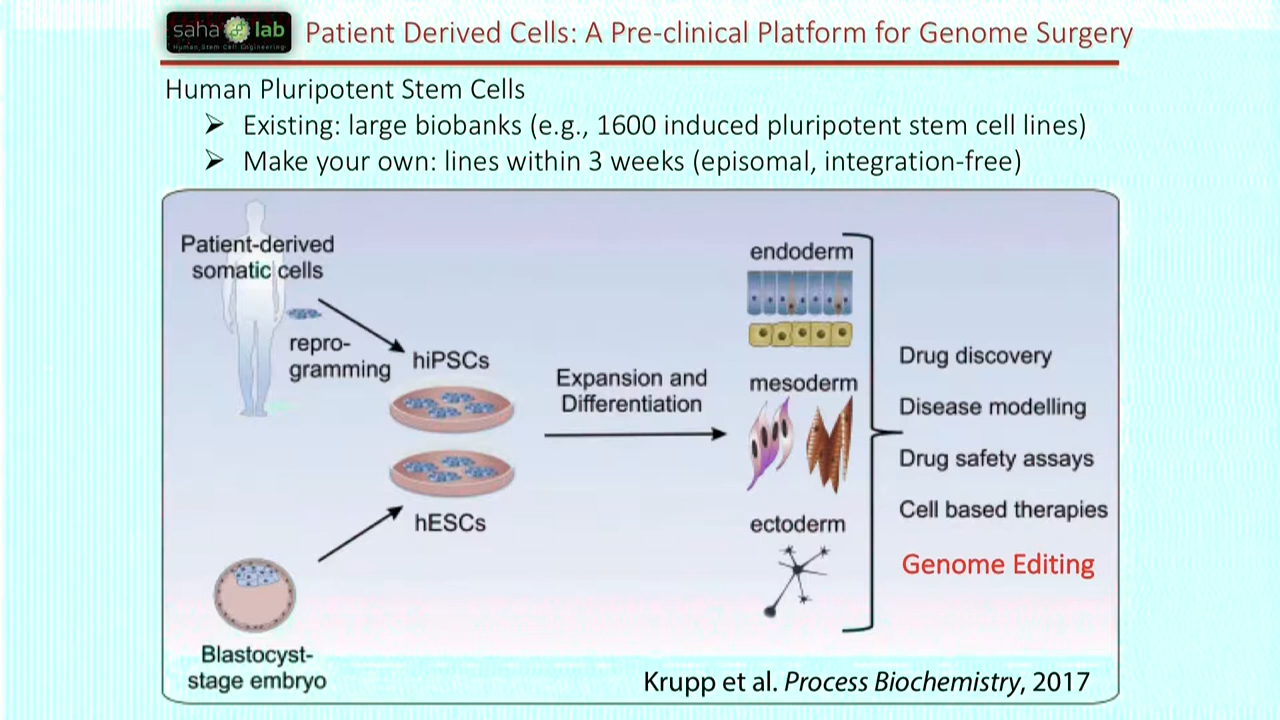 saha lab
Human Stem Cell Engineering
Patient Derived Cells: A Pre-clinical Platform for Genome Surgery
Human Pluripotent Stem Cells
➢ Existing: large biobanks (e.g., 1600 induced pluripotent stem cell lines)
➢ Make your own: lines within 3 weeks (episomal, integration-free)
Patient-derived
somatic cells
repro-
gramming
hiPSCs
hESCs
Blastocyst-
stage embryo
Expansion and
Differentiation
endoderm
mesoderm
ectoderm
Drug discovery
Disease modelling
Drug safety assays
Cell based therapies
Genome Editing
Krupp et al. Process Biochemistry, 2017